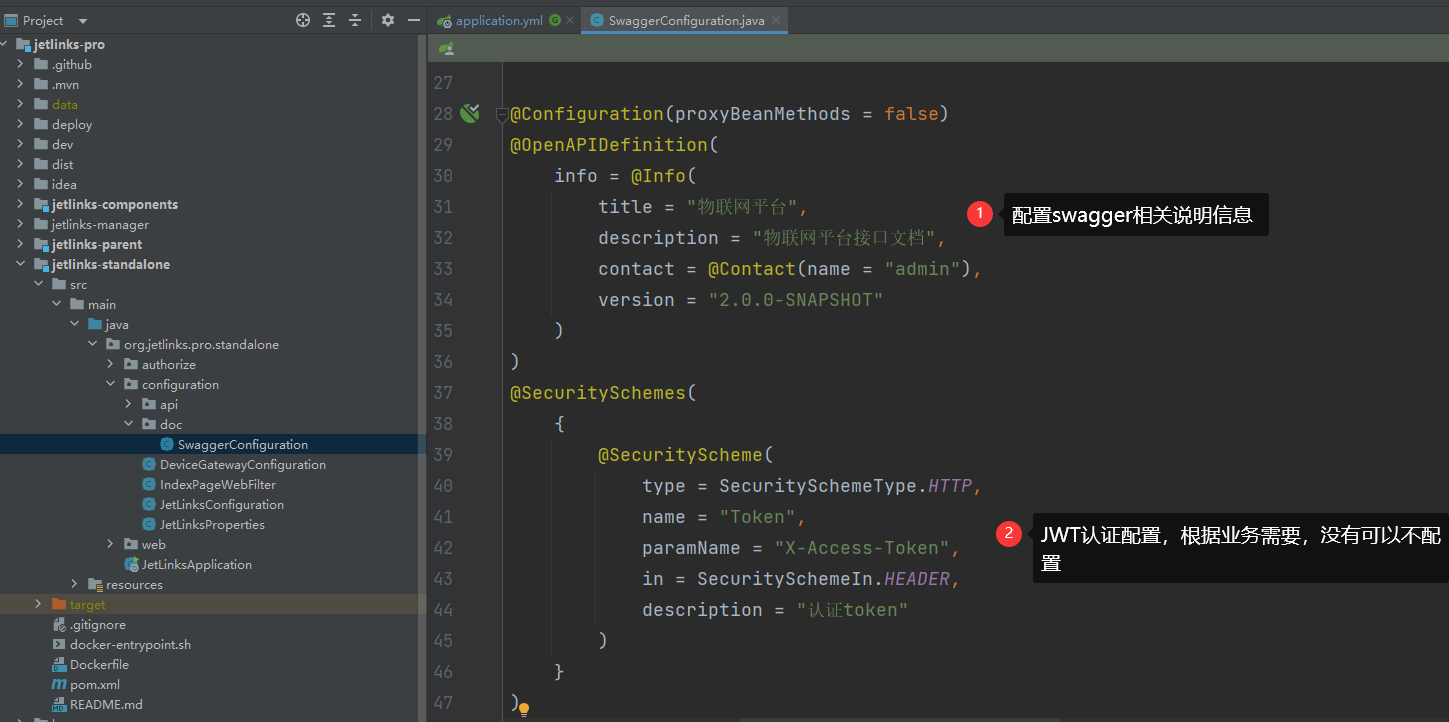 Project
application.yml
SwaggerConfiguration.java
jetlinks-pro
.github
.mvn
data
deploy
dev
dist
idea
jetlinks-components
jetlinks-manager
jetlinks-parent
jetlinks-standalone
src
main
java
org.jetlinks.pro.standalone
authorize
configuration
api
doc
SwaggerConfiguration
DeviceGatewayConfiguration
IndexPageWebFilter
JetLinksConfiguration
JetLinksProperties
web
JetLinksApplication
resources
target
.gitignore
docker-entrypoint.sh
Dockerfile
pom.xml
README.md
27
28 @Configuration(proxyBeanMethods = false)
29 @OpenAPIDefinition(
30 info = @Info(
31 title = "物联网平台",
32 description = "物联网平台接口文档",
33 contact = @Contact(name = "admin"),
34 version = "2.0.0-SNAPSHOT"
35 )
36 )
37 @SecuritySchemes(
38 {
39 @SecurityScheme(
40 type = SecuritySchemeType.HTTP,
41 name = "Token",
42 paramName = "X-Access-Token",
43 in = SecuritySchemeIn.HEADER,
44 description = "认证token"
45 )
46 }
47 )
1 配置swagger相关说明信息
2 JWT认证配置，根据业务需要，没有可以不配
置